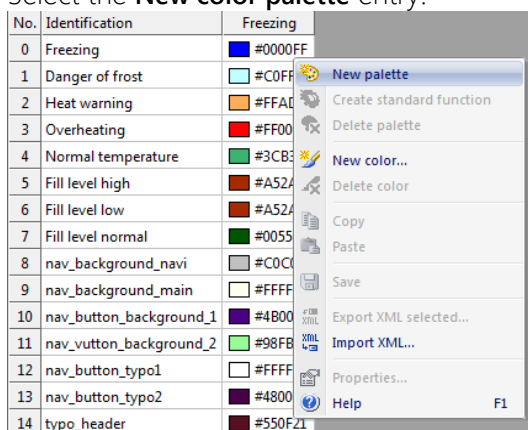 Select the New color palette entry.
No. Identification Freezing
0 Freezing #0000FF
1 Danger of frost #C0FF
2 Heat warning #FFAD
3 Overheating #FF00
4 Normal temperature #3CB3
5 Fill level high #A52A
6 Fill level low #A52A
7 Fill level normal #0055
8 nav_background_navi #C0C0
9 nav_background_main #FFFF
10 nav_button_background_1 #4B00
11 nav_vutton_background_2 #98FB
12 nav_button_typo1 #FFFF
13 nav_button_typo2 #4800
14 typo_header #550F21
New palette
Create standard function
Delete palette
New color...
Delete color
Copy
Paste
Save
Export XML selected...
XML Import XML...
Properties...
Help F1